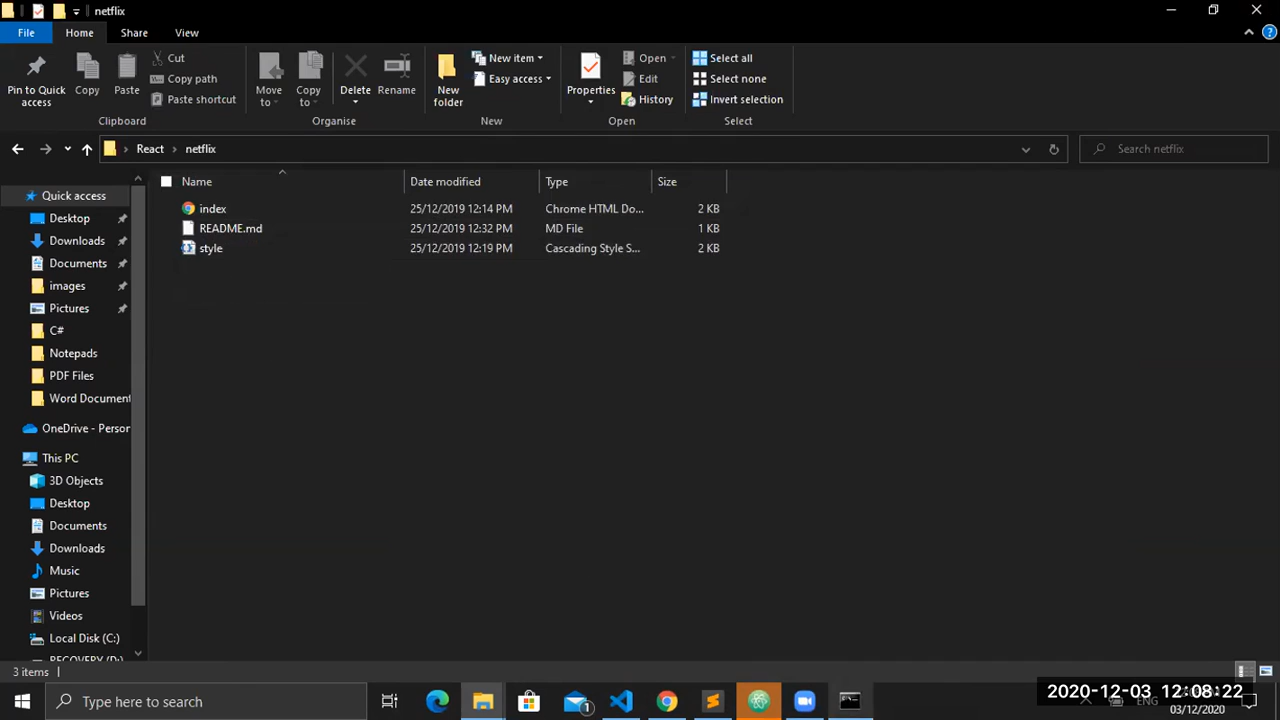 netflix
File Home Share View
Pin to Quick access
Copy
Paste
Cut
Copy path
Paste shortcut
Move to
Copy to
Delete
Rename
New folder
New item
Easy access
Properties
Open
Edit
History
Select all
Select none
Invert selection
Clipboard Organise New Open Select
React netflix
Search netflix
Name Date modified Type Size
index 25/12/2019 12:14 PM Chrome HTML Do... 2 KB
README.md 25/12/2019 12:32 PM MD File 1 KB
style 25/12/2019 12:19 PM Cascading Style S... 2 KB
Quick access
Desktop
Downloads
Documents
images
Pictures
C#
Notepads
PDF Files
Word Document
OneDrive - Person
This PC
3D Objects
Desktop
Documents
Downloads
Music
Pictures
Videos
Local Disk (C:)
RECOVERY (D:)
3 items
Type here to search
1
2020-12-03 12:08:22
ENG
03/12/2020